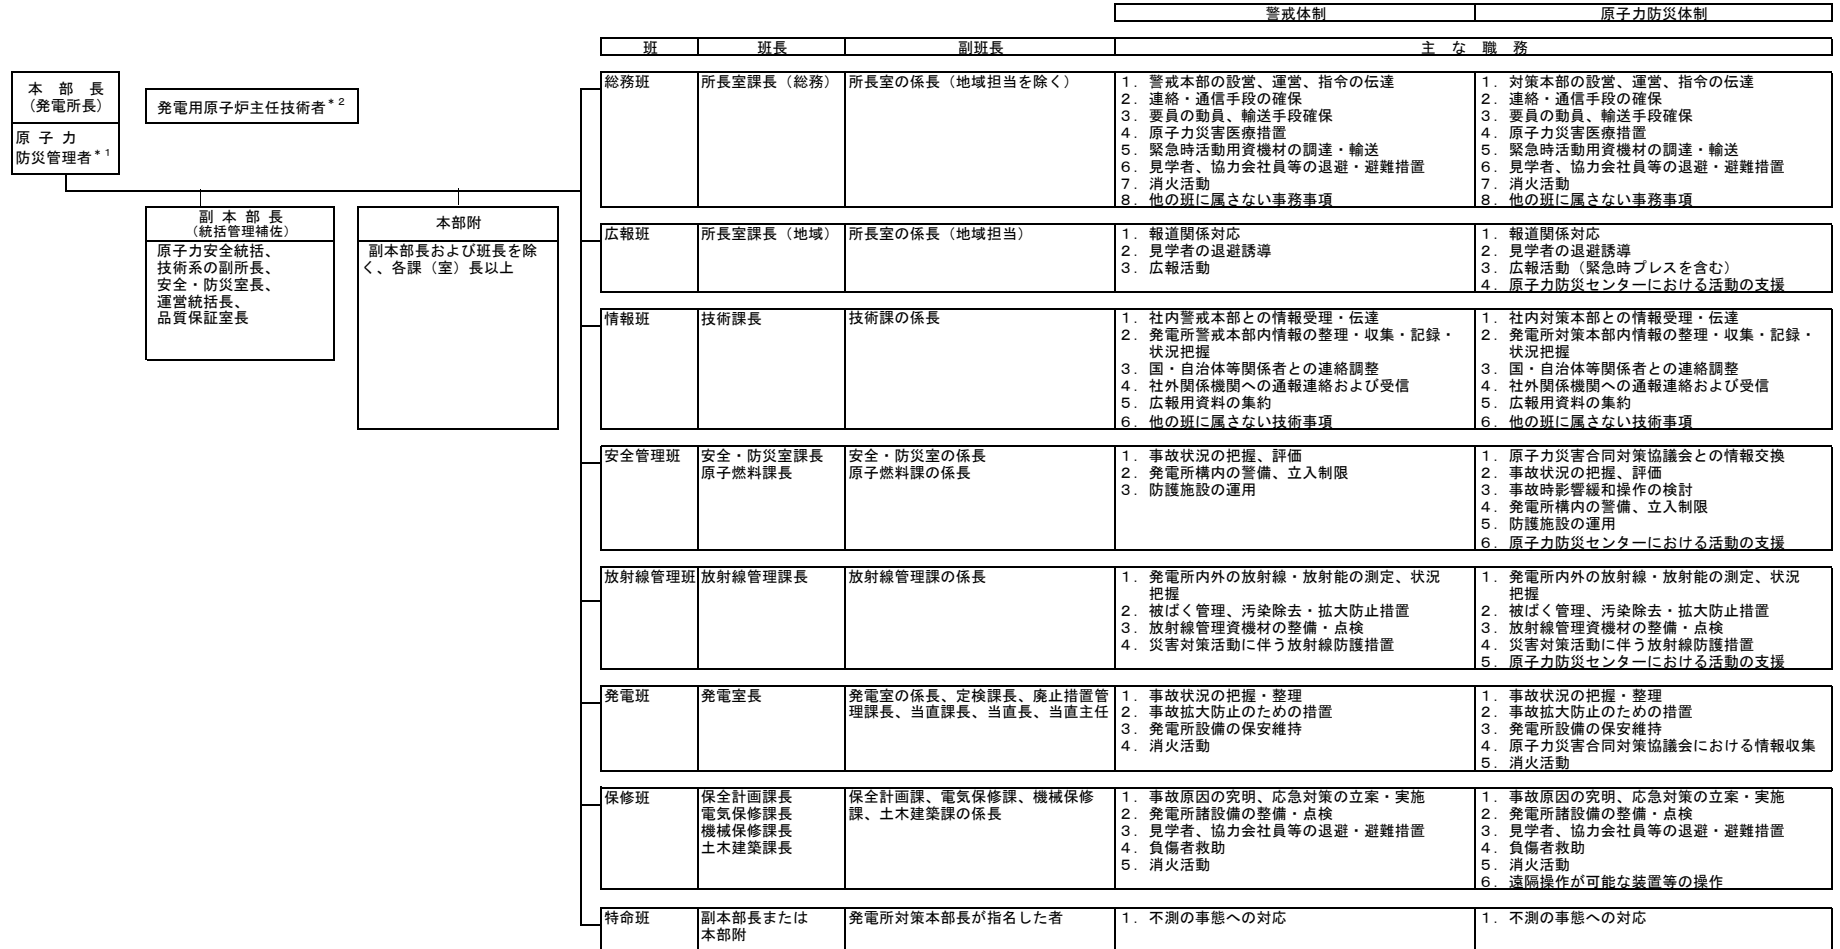 警戒体制
原子力防災体制
班
班長
副班長
主 な 職 務
本 部 長
(発電所長)
原 子 力
防災管理者*1
発電用原子炉主任技術者*2
副 本 部 長
(統括管理補佐)
原子力安全統括、
技術系の副所長、
安全・防災室長、
運営統括長、
品質保証室長
本部附
副本部長および班長を除
く、各課(室)長以上
総務班
所長室課長(総務)
所長室の係長(地域担当を除く)
1. 警戒本部の設営、運営、指令の伝達
2. 連絡・通信手段の確保
3. 要員の動員、輸送手段確保
4. 原子力災害医療措置
5. 緊急時活動用資機材の調達・輸送
6. 見学者、協力会社員等の退避・避難措置
7. 消火活動
8. 他の班に属さない事務事項
1. 対策本部の設営、運営、指令の伝達
2. 連絡・通信手段の確保
3. 要員の動員、輸送手段確保
4. 原子力災害医療措置
5. 緊急時活動用資機材の調達・輸送
6. 見学者、協力会社員等の退避・避難措置
7. 消火活動
8. 他の班に属さない事務事項
広報班
所長室課長(地域)
所長室の係長(地域担当)
1. 報道関係対応
2. 見学者の退避誘導
3. 広報活動
1. 報道関係対応
2. 見学者の退避誘導
3. 広報活動(緊急時プレスを含む)
4. 原子力防災センターにおける活動の支援
情報班
技術課長
技術課の係長
1. 社内警戒本部との情報受理・伝達
2. 発電所警戒本部内情報の整理・収集・記録・
状況把握
3. 国・自治体等関係者との連絡調整
4. 社外関係機関への通報連絡および受信
5. 広報用資料の集約
6. 他の班に属さない技術事項
1. 社内対策本部との情報受理・伝達
2. 発電所対策本部内情報の整理・収集・記録・
状況把握
3. 国・自治体等関係者との連絡調整
4. 社外関係機関への通報連絡および受信
5. 広報用資料の集約
6. 他の班に属さない技術事項
安全管理班
安全・防災室課長
原子燃料課長
安全・防災室の係長
原子燃料課の係長
1. 事故状況の把握、評価
2. 発電所構内の警備、立入制限
3. 防護施設の運用
1. 原子力災害合同対策協議会との情報交換
2. 事故状況の把握、評価
3. 事故時影響緩和操作の検討
4. 発電所構内の警備、立入制限
5. 防護施設の運用
6. 原子力防災センターにおける活動の支援
放射線管理班
放射線管理課長
放射線管理課の係長
1. 発電所内外の放射線・放射能の測定、状況
把握
2. 被ばく管理、汚染除去・拡大防止措置
3. 放射線管理資機材の整備・点検
4. 災害対策活動に伴う放射線防護措置
1. 発電所内外の放射線・放射能の測定、状況
把握
2. 被ばく管理、汚染除去・拡大防止措置
3. 放射線管理資機材の整備・点検
4. 災害対策活動に伴う放射線防護措置
5. 原子力防災センターにおける活動の支援
発電班
発電室長
発電室の係長、定検課長、廃止措置管
理課長、当直課長、当直長、当直主任
1. 事故状況の把握・整理
2. 事故拡大防止のための措置
3. 発電所設備の保安維持
4. 消火活動
1. 事故状況の把握・整理
2. 事故拡大防止のための措置
3. 発電所設備の保安維持
4. 原子力災害合同対策協議会における情報収集
5. 消火活動
保修班
保全計画課長
電気保修課長
機械保修課長
土木建築課長
保全計画課、電気保修課、機械保修
課、土木建築課の係長
1. 事故原因の究明、応急対策の立案・実施
2. 発電所諸設備の整備・点検
3. 見学者、協力会社員等の退避・避難措置
4. 負傷者救助
5. 消火活動
1. 事故原因の究明、応急対策の立案・実施
2. 発電所諸設備の整備・点検
3. 見学者、協力会社員等の退避・避難措置
4. 負傷者救助
5. 消火活動
6. 遠隔操作が可能な装置等の操作
特命班
副本部長または
本部附
発電所対策本部長が指名した者
1. 不測の事態への対応
1. 不測の事態への対応